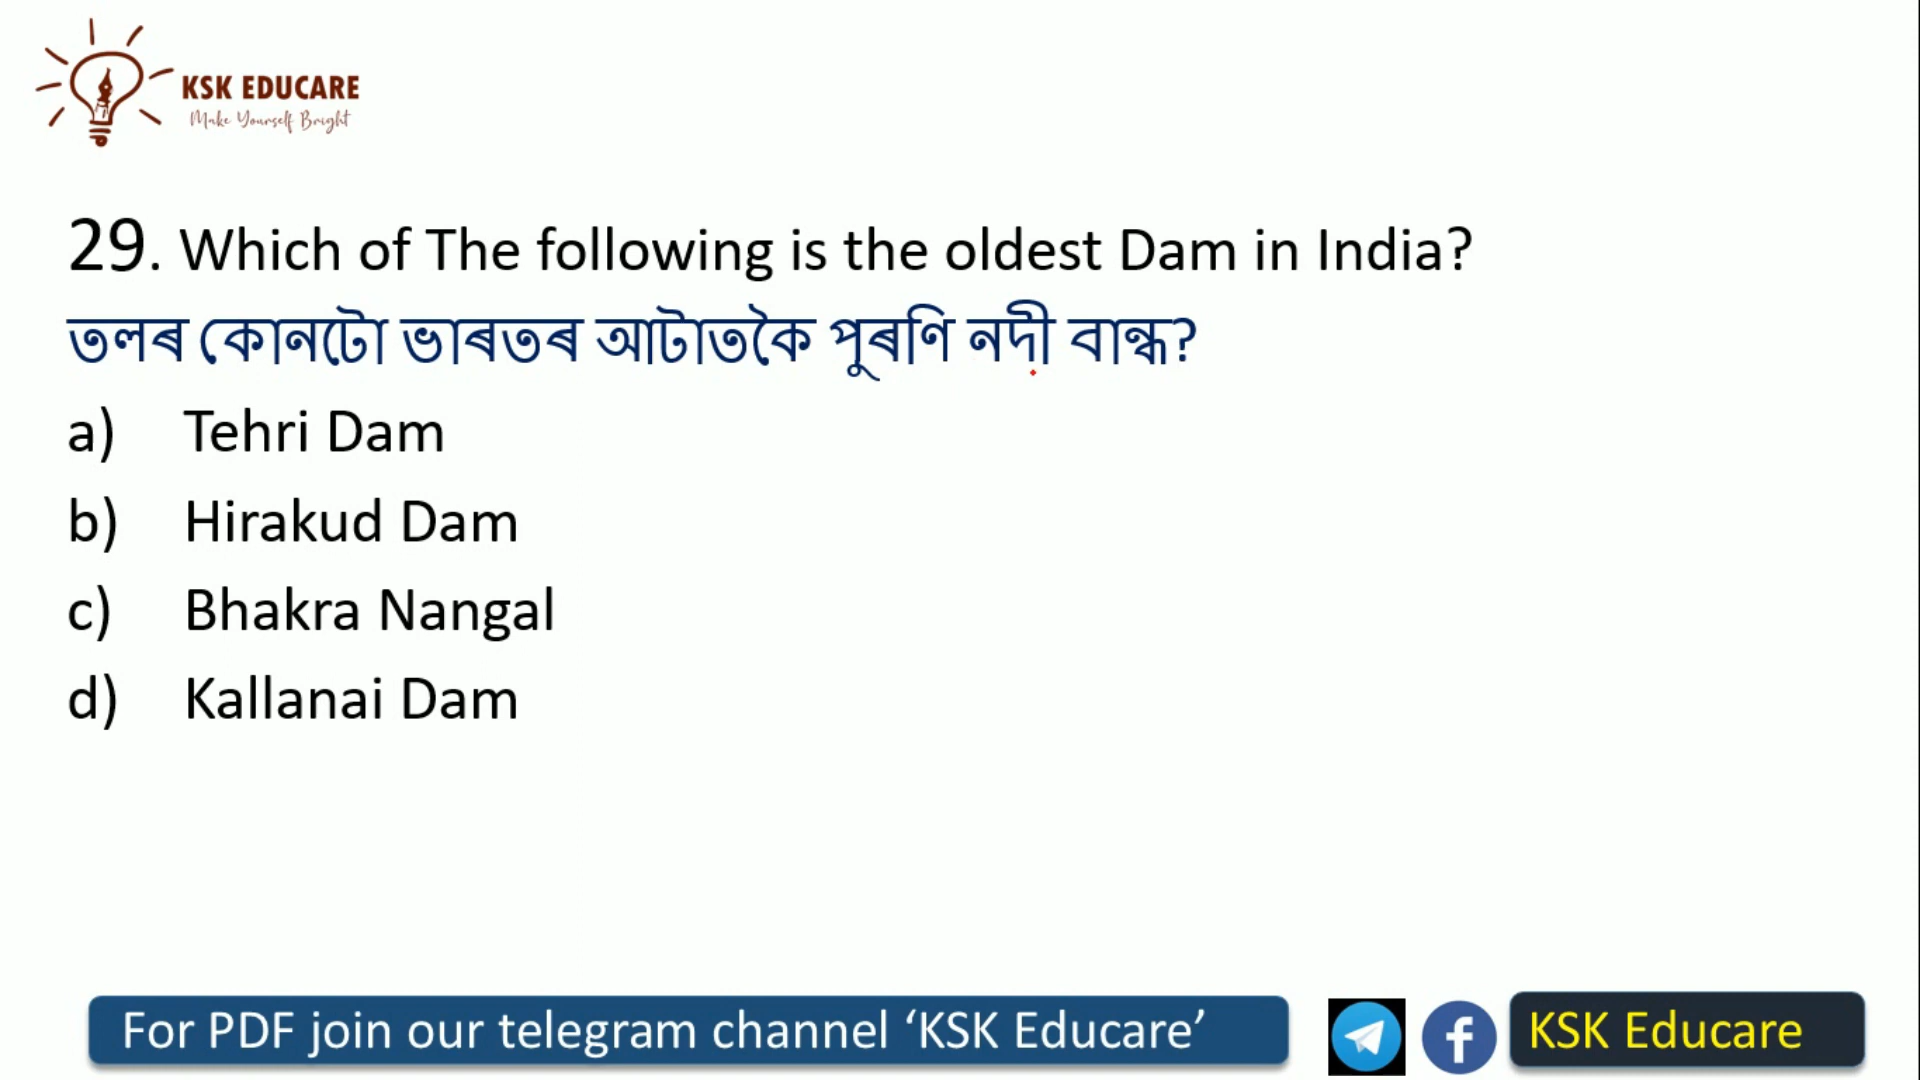 KSK EDUCARE
Make Yourself Bright
29. Which of The following is the oldest Dam in India?
তলৰ কোনটো ভাৰতৰ আটাতকৈ পুৰণি নদী বান্ধ?
a) Tehri Dam
b) Hirakud Dam
c) Bhakra Nangal
d) Kallanai Dam
For PDF join our telegram channel ‘KSK Educare’
KSK Educare